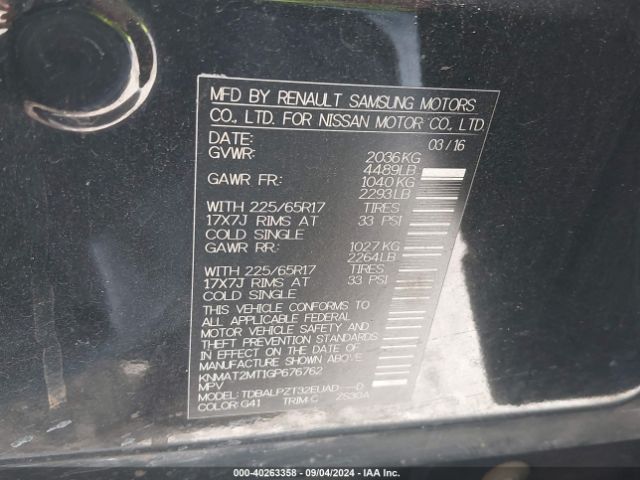 MFD BY RENAULT SAMSUNG MOTORS
CO., LTD. FOR NISSAN MOTOR CO., LTD.
DATE: 03/16
GVWR: 2036KG
4489LB
GAWR FR: 1040KG
2293LB
WITH 225/65R17 TIRES
17X7J RIMS AT 33 PSI
COLD SINGLE
GAWR RR: 1027KG
2264LB
WITH 225/65R17 TIRES
17X7J RIMS AT 33 PSI
COLD SINGLE
THIS VEHICLE CONFORMS TO
ALL APPLICABLE FEDERAL
MOTOR VEHICLE SAFETY AND
THEFT PREVENTION STANDARDS
IN EFFECT ON THE DATE OF
MANUFACTURE SHOWN ABOVE
KNMAT2MT1GP676762
MPV
MODEL: TDBALPZT32EUAD---D
COLOR: G41 TRIM: C ZS30A
000-40263358 - 09/04/2024 - IAA Inc.